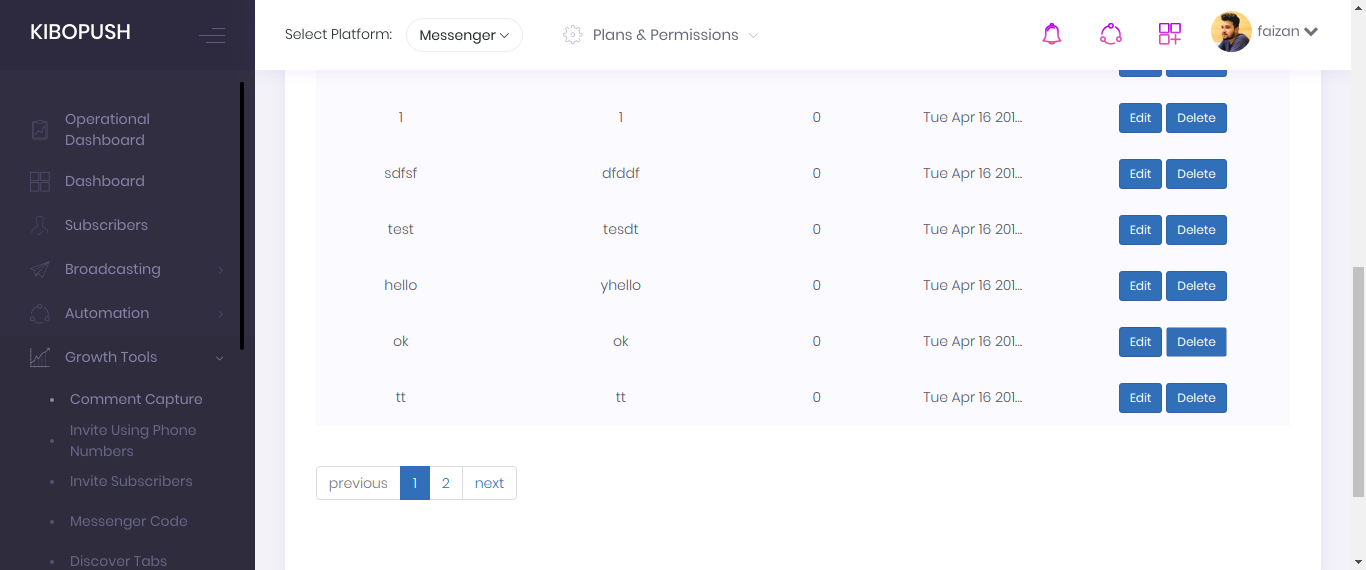 KIBOPUSH
Select Platform: Messenger Plans & Permissions faizan
Operational
Dashboard
Dashboard
Subscribers
Broadcasting
Automation
Growth Tools
Comment Capture
Invite Using Phone
Numbers
Invite Subscribers
Messenger Code
Discover Tabs
1 1 0 Tue Apr 16 201... Edit Delete
sdfsf dfddf 0 Tue Apr 16 201... Edit Delete
test tesdt 0 Tue Apr 16 201... Edit Delete
hello yhello 0 Tue Apr 16 201... Edit Delete
ok ok 0 Tue Apr 16 201... Edit Delete
tt tt 0 Tue Apr 16 201... Edit Delete
previous 1 2 next